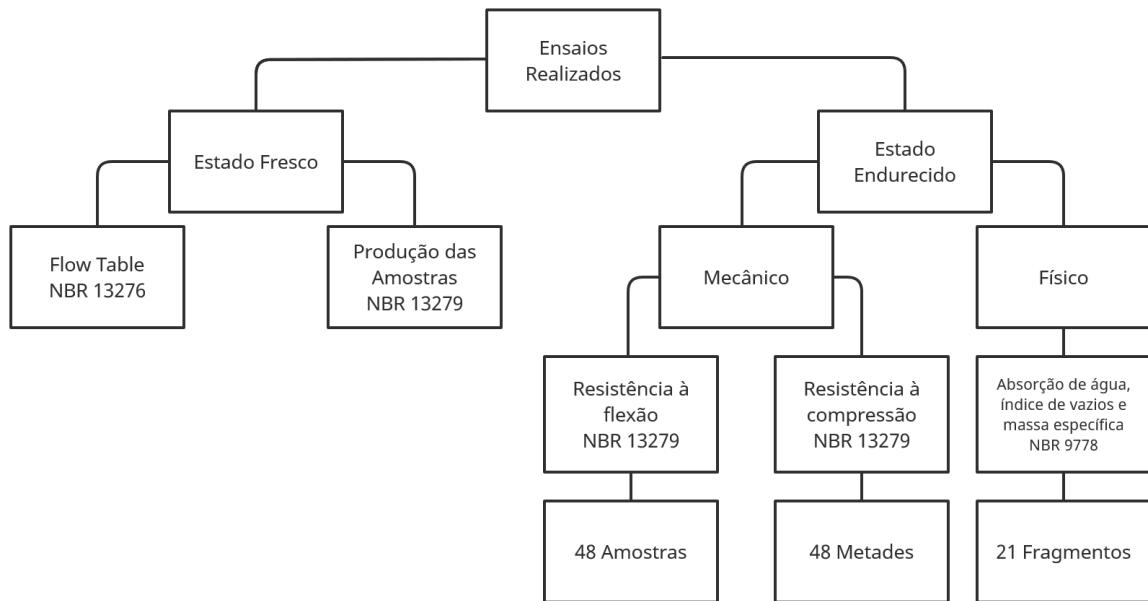 Ensaios
Realizados
Estado Fresco
Estado
Endurecido
Flow Table
NBR 13276
Produção das
Amostras
NBR 13279
Mecânico
Físico
Resistência à
flexão
NBR 13279
Resistência à
compressão
NBR 13279
Absorção de água,
índice de vazios e
massa específica
NBR 9778
48 Amostras
48 Metades
21 Fragmentos